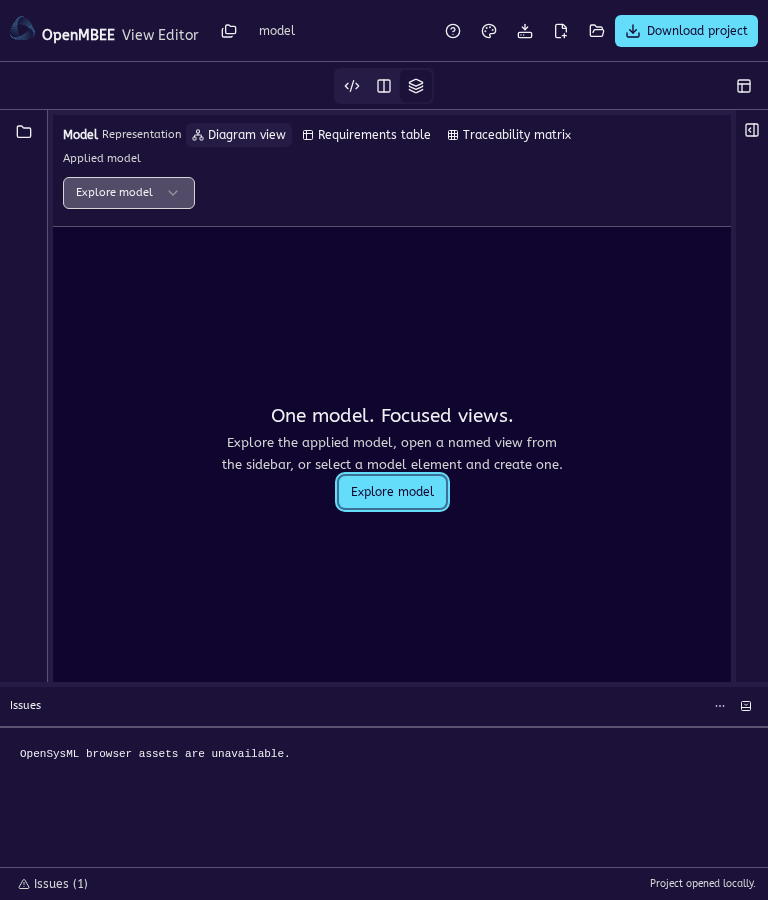 OpenMBEE View Editor
model
Download project
Model Representation Diagram view Requirements table Traceability matrix
Applied model
Explore model
One model. Focused views.
Explore the applied model, open a named view from
the sidebar, or select a model element and create one.
Explore model
Issues
OpenSysML browser assets are unavailable.
Issues (1)
Project opened locally.